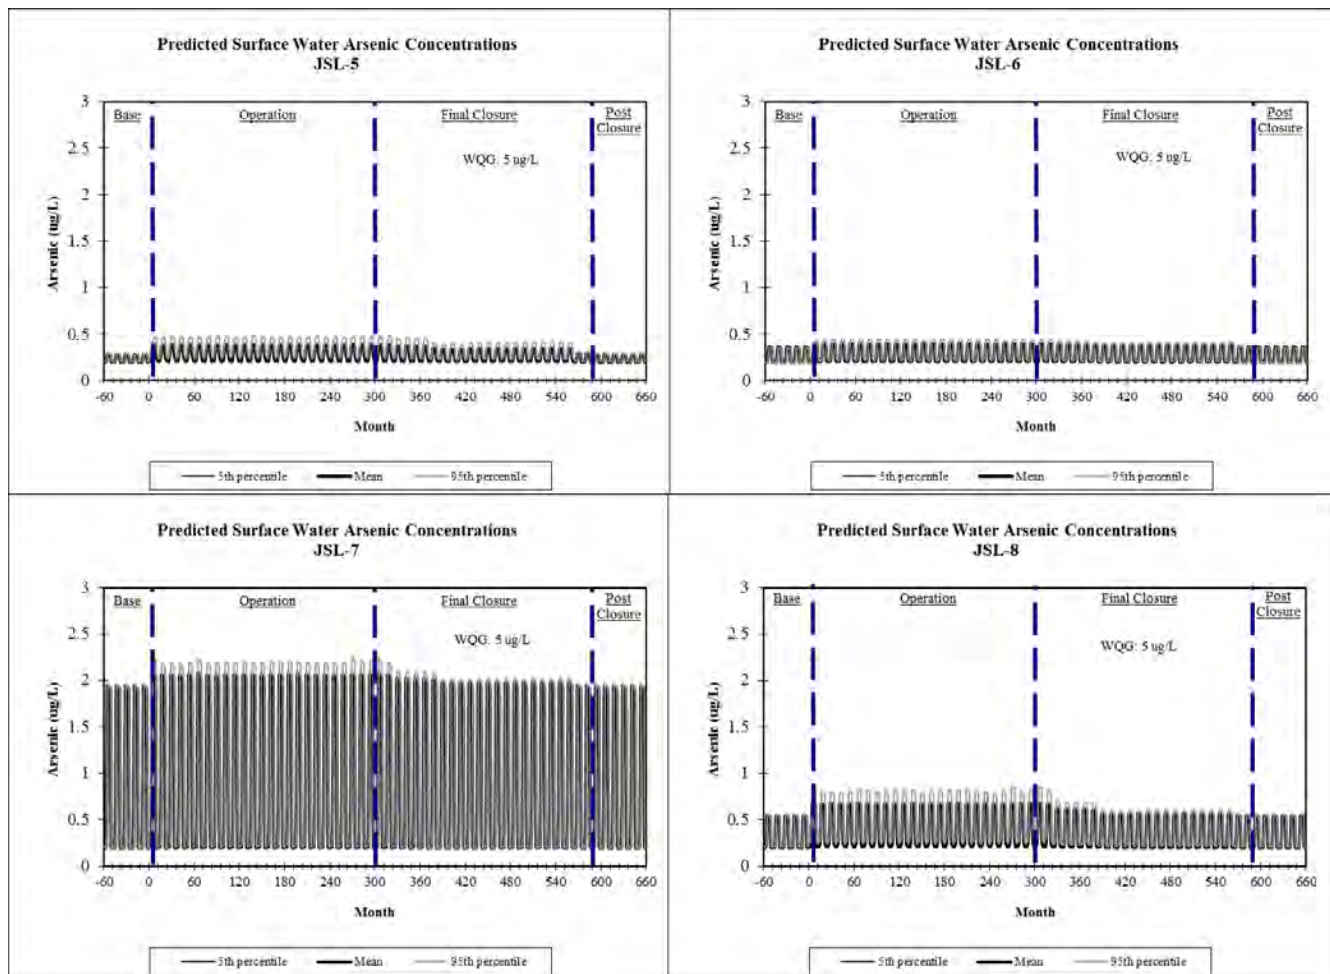 Predicted Surface Water Arsenic Concentrations
JSL-5
3
2.5
2
1.5
1
0.5
0
Arsenic (ug/L)
Base
Operation
Final Closure
Post
Closure
WQG: 5 ug/L
-60 0 60 120 180 240 300 360 420 480 540 600 660
Month
5th percentile Mean 95th percentile
Predicted Surface Water Arsenic Concentrations
JSL-6
3
2.5
2
1.5
1
0.5
0
Arsenic (ug/L)
Base
Operation
Final Closure
Post
Closure
WQG: 5 ug/L
-60 0 60 120 180 240 300 360 420 480 540 600 660
Month
5th percentile Mean 95th percentile
Predicted Surface Water Arsenic Concentrations
JSL-7
3
2.5
2
1.5
1
0.5
0
Arsenic (ug/L)
Base
Operation
Final Closure
Post
Closure
WQG: 5 ug/L
-60 0 60 120 180 240 300 360 420 480 540 600 660
Month
5th percentile Mean 95th percentile
Predicted Surface Water Arsenic Concentrations
JSL-8
3
2.5
2
1.5
1
0.5
0
Arsenic (ug/L)
Base
Operation
Final Closure
Post
Closure
WQG: 5 ug/L
-60 0 60 120 180 240 300 360 420 480 540 600 660
Month
5th percentile Mean 95th percentile